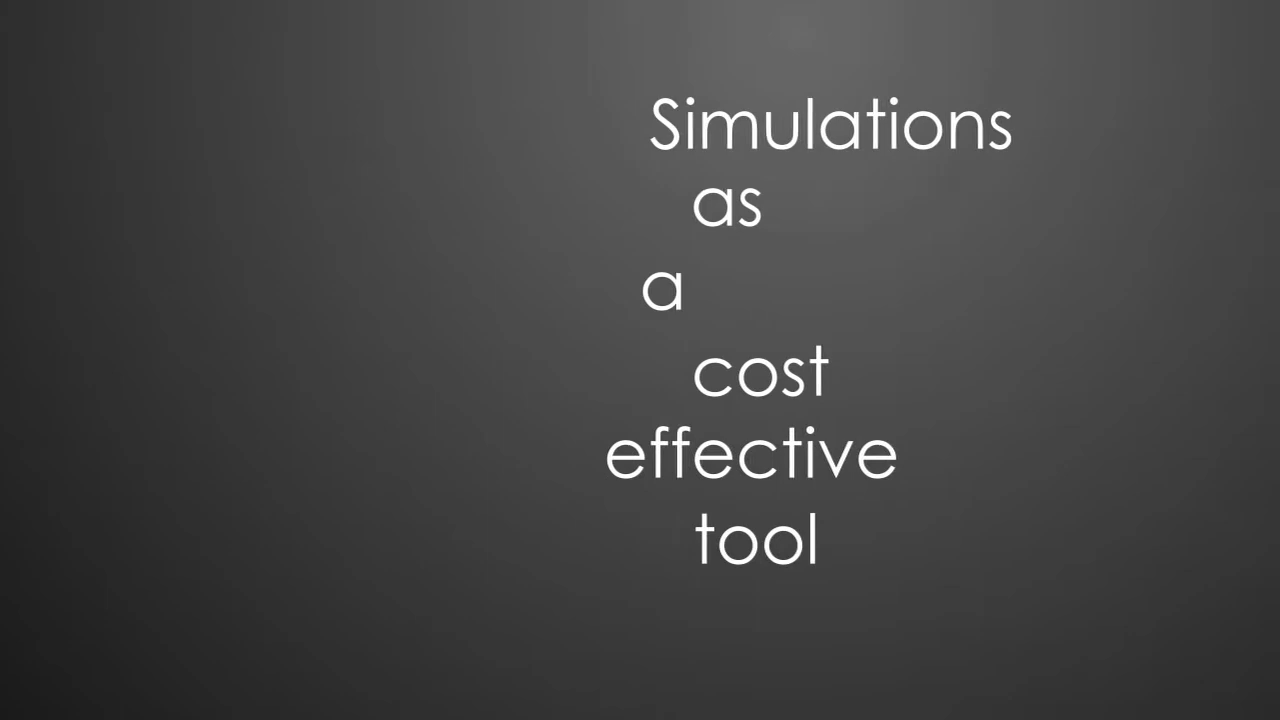 Simulations
as
a
cost
effective
tool